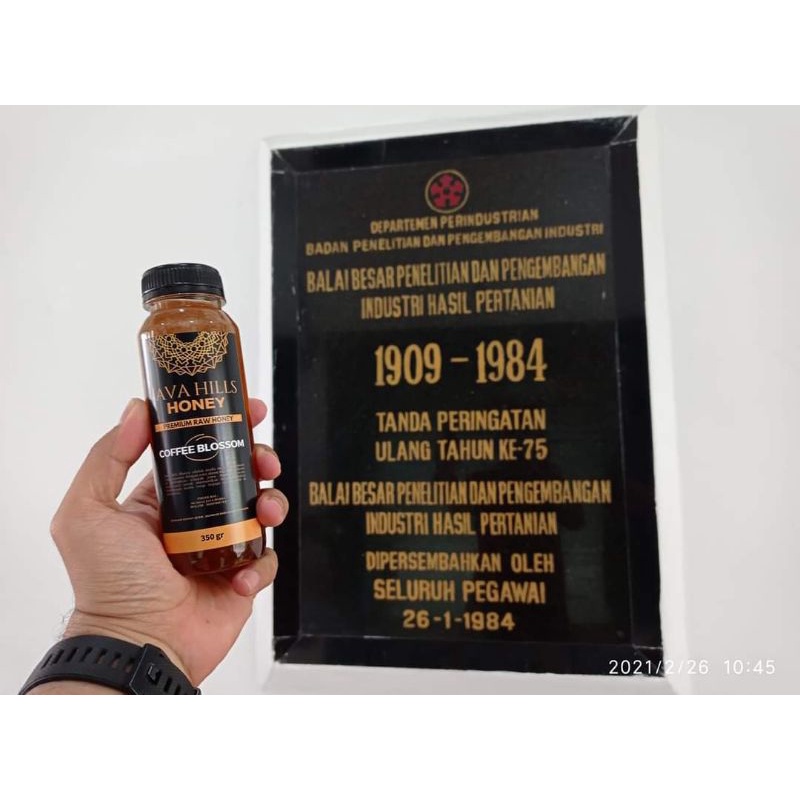 DEPARTEMEN PERINDUSTRIAN
BADAN PENELITIAN DAN PENGEMBANGAN INDUSTRI
BALAI BESAR PENELITIAN DAN PENGEMBANGAN
INDUSTRI HASIL PERTANIAN
1909 - 1984
TANDA PERINGATAN
ULANG TAHUN KE-75
BALAI BESAR PENELITIAN DAN PENGEMBANGAN
INDUSTRI HASIL PERTANIAN
DIPERSEMBAHKAN OLEH
SELURUH PEGAWAI
26-1-1984
JAVA HILLS
HONEY
PREMIUM RAW HONEY
COFFEE BLOSSOM
350 gr
2021/2/26 10:45